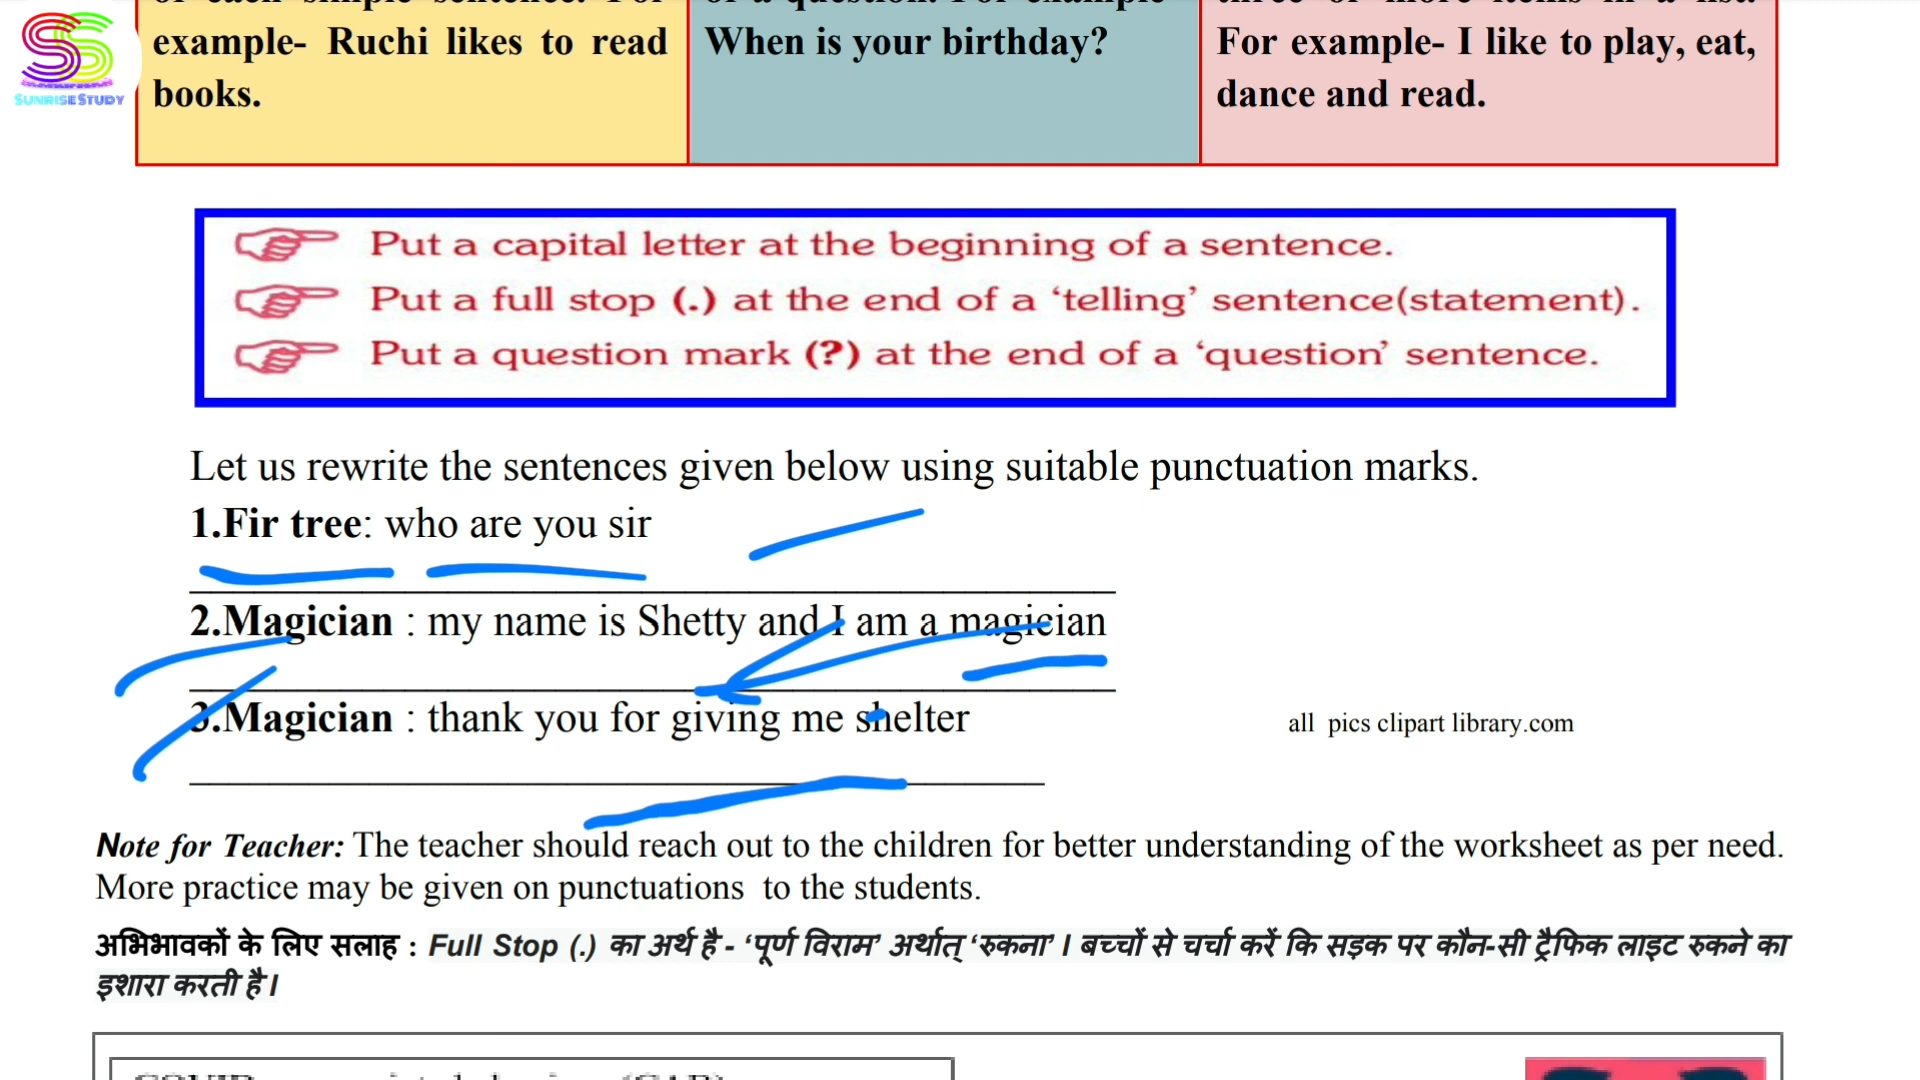 SUNRISESTUDY
example- Ruchi likes to read
books.
When is your birthday?
For example- I like to play, eat,
dance and read.
Put a capital letter at the beginning of a sentence.
Put a full stop (.) at the end of a ‘telling’ sentence(statement).
Put a question mark (?) at the end of a ‘question’ sentence.
Let us rewrite the sentences given below using suitable punctuation marks.
1.Fir tree: who are you sir
2.Magician : my name is Shetty and I am a magician
3.Magician : thank you for giving me shelter
all pics clipart library.com
Note for Teacher: The teacher should reach out to the children for better understanding of the worksheet as per need.
More practice may be given on punctuations to the students.
अभिभावकों के लिए सलाह : Full Stop (.) का अर्थ है - ‘पूर्ण विराम’ अर्थात् ‘रुकना’ । बच्चों से चर्चा करें कि सड़क पर कौन-सी ट्रैफिक लाइट रुकने का
इशारा करती है।